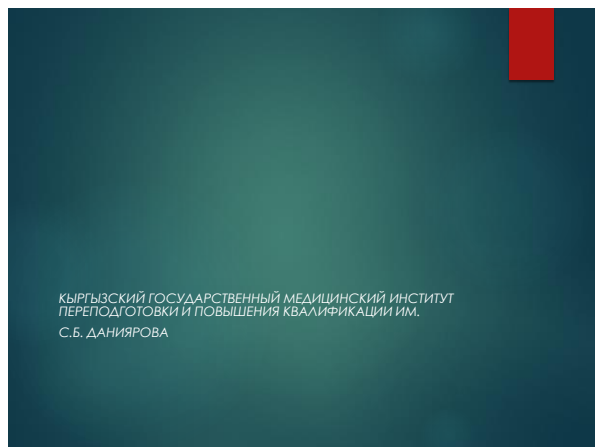 КЫРГЫЗСКИЙ ГОСУДАРСТВЕННЫЙ МЕДИЦИНСКИЙ ИНСТИТУТ
ПЕРЕПОДГОТОВКИ И ПОВЫШЕНИЯ КВАЛИФИКАЦИИ ИМ.
С.Б. ДАНИЯРОВА